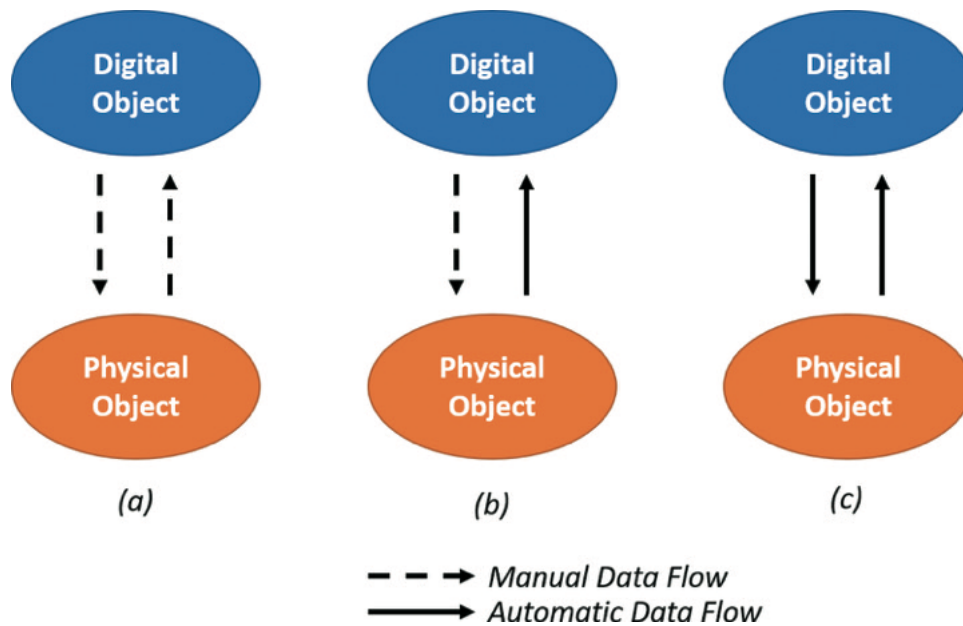 Digital
Object
Digital
Object
Digital
Object
Physical
Object
Physical
Object
Physical
Object
(a)
(b)
(c)
Manual Data Flow
Automatic Data Flow